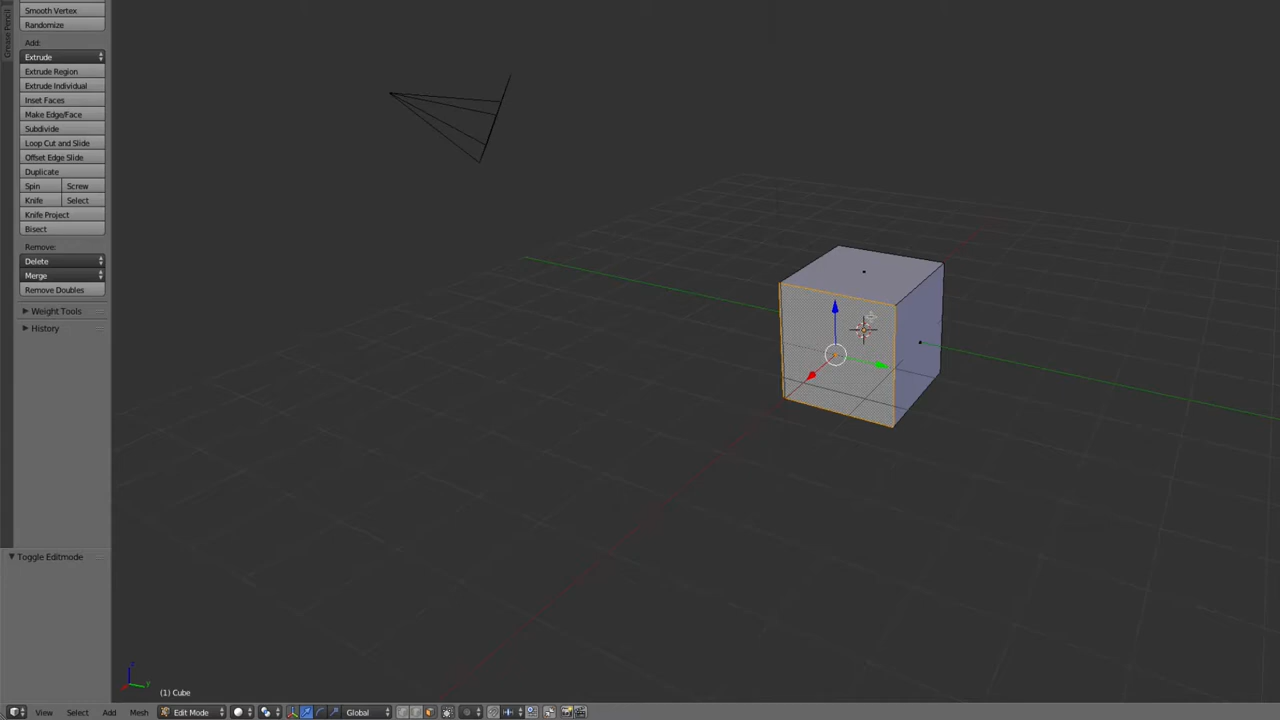 Grease Pencil
Smooth Vertex
Randomize
Add:
Extrude
Extrude Region
Extrude Individual
Inset Faces
Make Edge/Face
Subdivide
Loop Cut and Slide
Offset Edge Slide
Duplicate
Spin Screw
Knife Select
Knife Project
Bisect
Remove:
Delete
Merge
Remove Doubles
Weight Tools
History
Toggle Editmode
z
y
(1) Cube
View Select Add Mesh Edit Mode Global